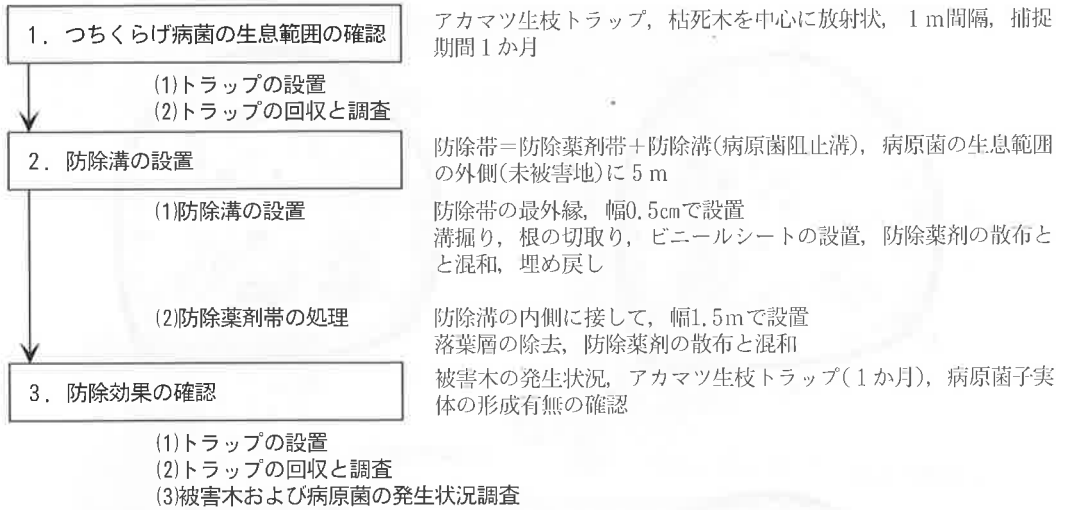 1．つちくらげ病菌の生息範囲の確認
アカマツ生枝トラップ，枯死木を中心に放射状，１ｍ間隔，捕捉
期間１か月
(1)トラップの設置
(2)トラップの回収と調査
2．防除溝の設置
防除帯＝防除薬剤帯＋防除溝(病原菌阻止溝)，病原菌の生息範囲
の外側(未被害地)に５ｍ
(1)防除溝の設置
防除帯の最外縁，幅0.5㎝で設置
溝掘り，根の切取り，ビニールシートの設置，防除薬剤の散布と
と混和，埋め戻し
(2)防除薬剤帯の処理
防除溝の内側に接して，幅1.5ｍで設置
落葉層の除去，防除薬剤の散布と混和
3．防除効果の確認
被害木の発生状況，アカマツ生枝トラップ(１か月)，病原菌子実
体の形成有無の確認
(1)トラップの設置
(2)トラップの回収と調査
(3)被害木および病原菌の発生状況調査